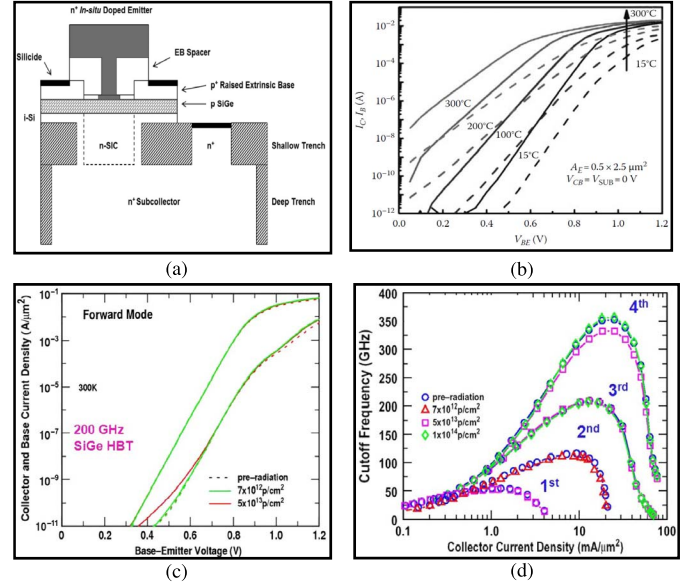 n⁺ In-situ Doped Emitter
EB Spacer
Silicide
p⁺ Raised Extrinsic Base
p SiGe
i-Si
n-SIC
n⁺
Shallow Trench
n⁺ Subcollector
Deep Trench
(a)
I_C, I_B (A)
10⁰
10⁻²
10⁻⁴
10⁻⁶
10⁻⁸
10⁻¹⁰
10⁻¹²
300°C
15°C
300°C
200°C
100°C
15°C
A_E = 0.5 × 2.5 μm²
V_CB = V_SUB = 0 V
0.0 0.2 0.4 0.6 0.8 1.0 1.2
V_BE (V)
(b)
Collector and Base Current Density (A/μm²)
10⁻¹
10⁻³
10⁻⁵
10⁻⁷
10⁻⁹
10⁻¹¹
Forward Mode
300K
200 GHz
SiGe HBT
pre–radiation
7x10¹²p/cm²
5x10¹³p/cm²
0.0 0.2 0.4 0.6 0.8 1.0 1.2
Base–Emitter Voltage (V)
(c)
Cutoff Frequency (GHz)
400
350
300
250
200
150
100
50
0
pre–radiation
7x10¹²p/cm²
5x10¹³p/cm²
1x10¹⁴p/cm²
4th
3rd
2nd
1st
0.1 1.0 10 100
Collector Current Density (mA/μm²)
(d)